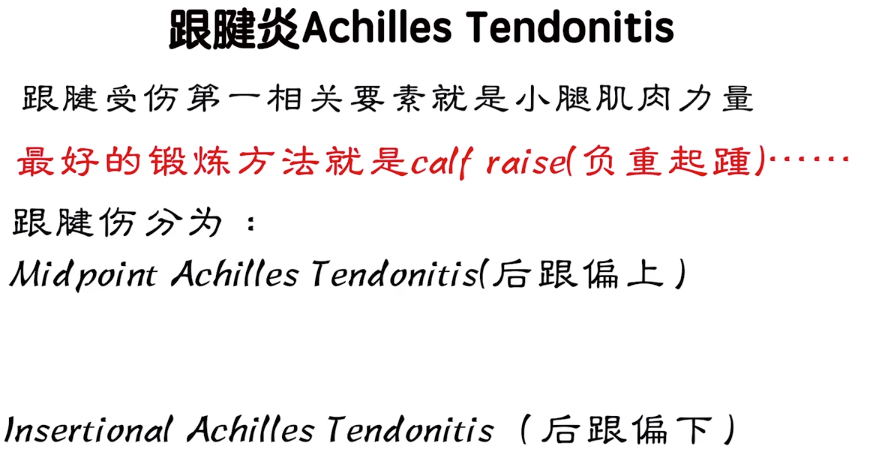 跟腱炎Achilles Tendonitis
跟腱受伤第一相关要素就是小腿肌肉力量
最好的锻炼方法就是calf raise(负重起踵)……
跟腱伤分为：
Midpoint Achilles Tendonitis(后跟偏上)
Insertional Achilles Tendonitis（后跟偏下）